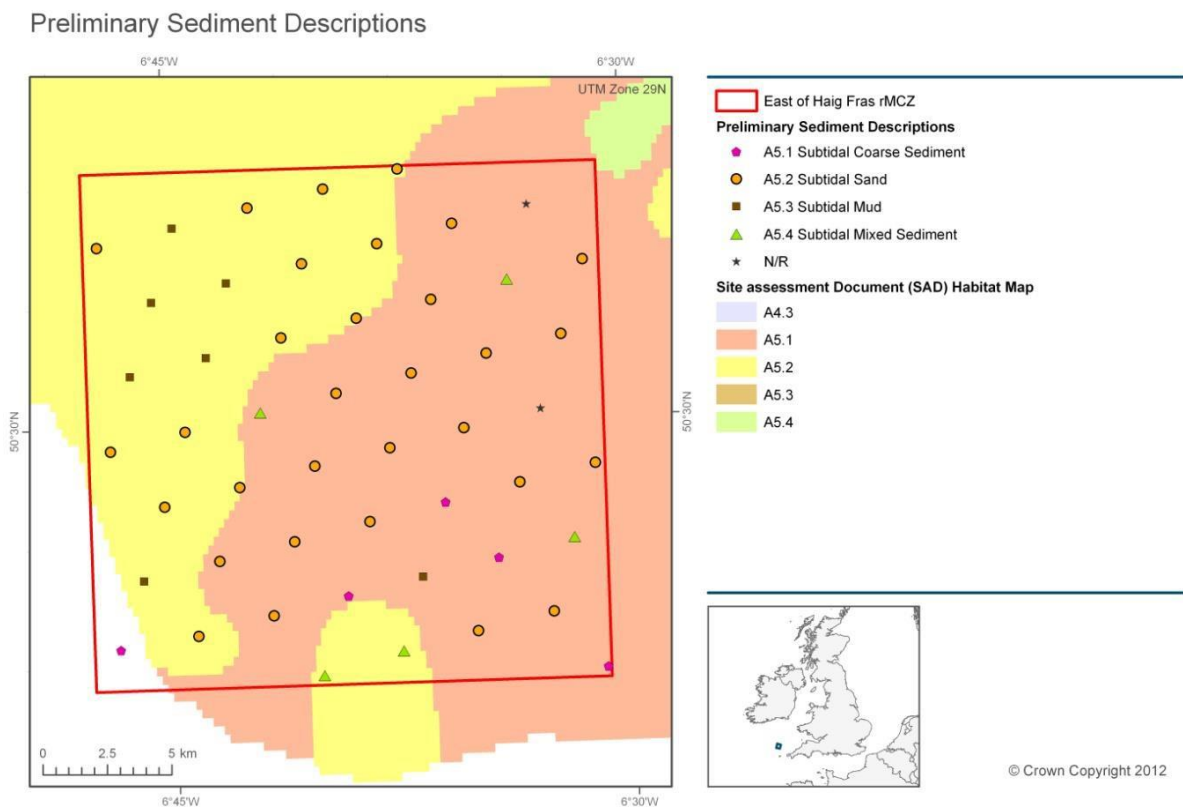 Preliminary Sediment Descriptions
6°45'W
6°30'W
UTM Zone 29N
50°30'N
50°30'N
0 2.5 5 km
6°45'W
6°30'W
East of Haig Fras rMCZ
Preliminary Sediment Descriptions
A5.1 Subtidal Coarse Sediment
A5.2 Subtidal Sand
A5.3 Subtidal Mud
A5.4 Subtidal Mixed Sediment
N/R
Site assessment Document (SAD) Habitat Map
A4.3
A5.1
A5.2
A5.3
A5.4
© Crown Copyright 2012